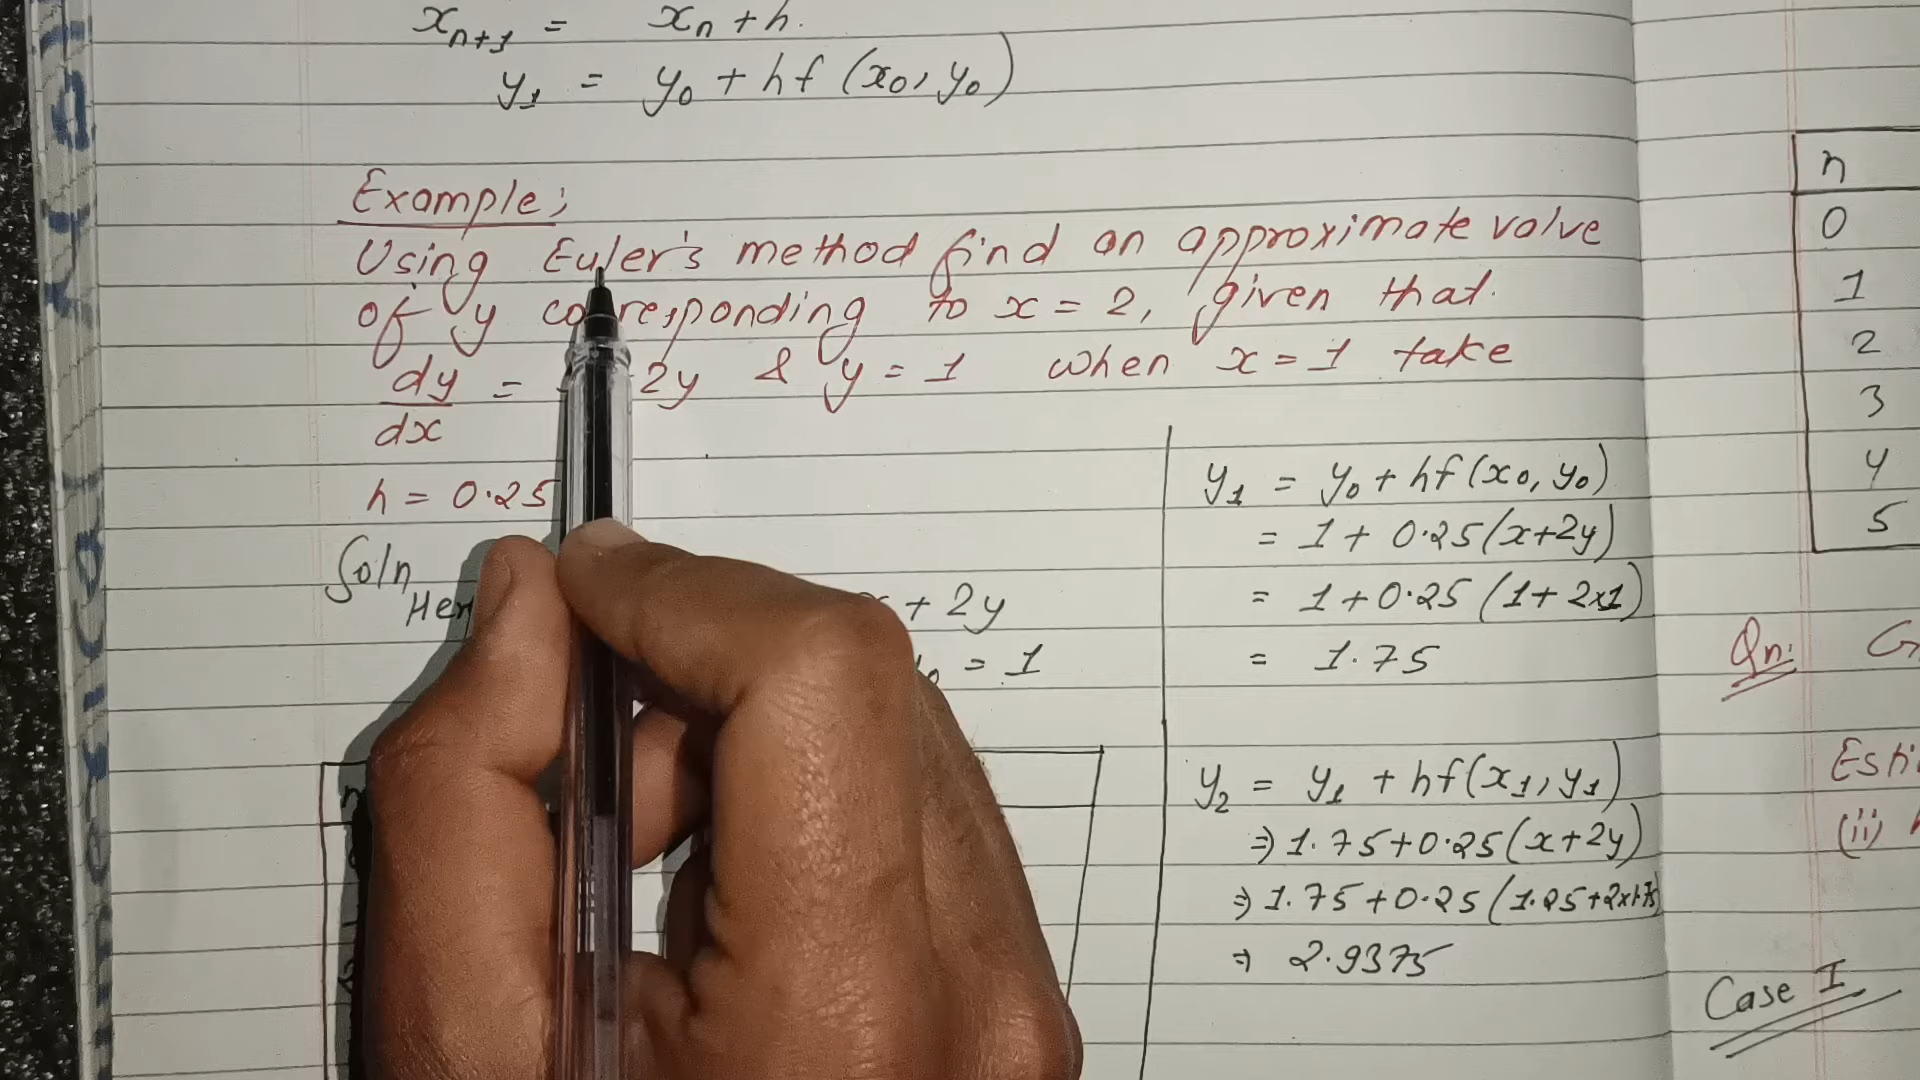 xₙ₊₁ = xₙ + h.
y₁ = y₀ + hf (x₀, y₀)
Example;
Using Euler's method find an approximate valve
of y corresponding to x = 2, given that.
dy/dx = 2y & y = 1 when x = 1 take
h = 0.25
Soln
Her
+ 2y
= 1
y₁ = y₀ + hf (x₀, y₀)
= 1 + 0.25 (x+2y)
= 1 + 0.25 (1 + 2x1)
= 1.75
y₂ = y₁ + hf(x₁, y₁)
⇒ 1.75+0.25 (x+2y)
⇒ 1.75 +0.25 (1.25+2x1.75)
⇒ 2.9375
n
0
1
2
3
4
5
Qn:
Esti
(ii)
Case I